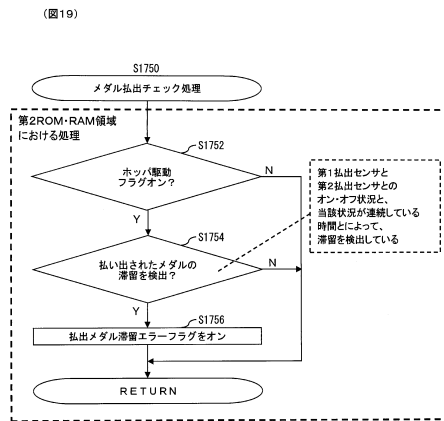 (図19)
S1750
メダル払出チェック処理
第2ROM・RAM領域
における処理
S1752
ホッパ駆動
フラグオン?
N
Y
第1払出センサと
第2払出センサとの
オン・オフ状況と、
当該状況が連続している
時間とによって、
滞留を検出している
S1754
払い出されたメダルの
滞留を検出?
N
Y
S1756
払出メダル滞留エラーフラグをオン
RETURN